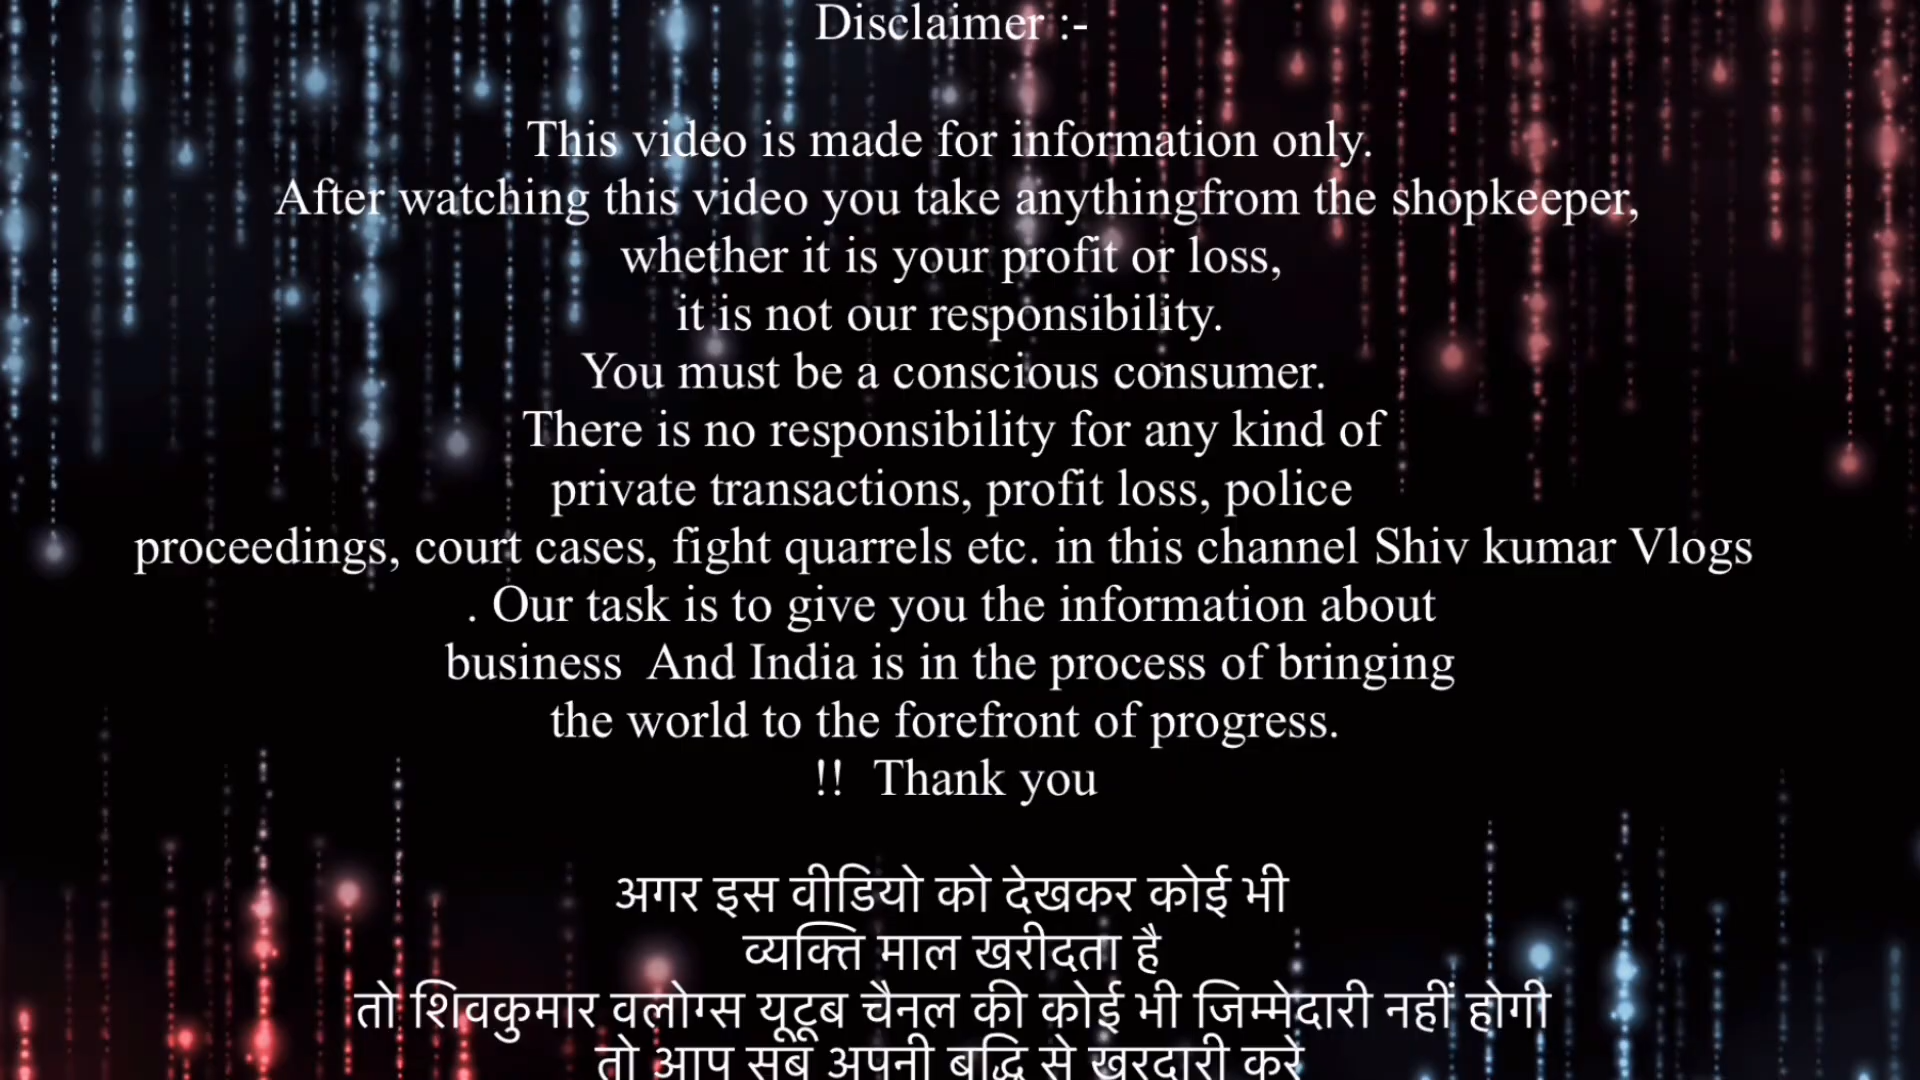 Disclaimer :-
This video is made for information only.
After watching this video you take anythingfrom the shopkeeper,
whether it is your profit or loss,
it is not our responsibility.
You must be a conscious consumer.
There is no responsibility for any kind of
private transactions, profit loss, police
proceedings, court cases, fight quarrels etc. in this channel Shiv kumar Vlogs
. Our task is to give you the information about
business  And India is in the process of bringing
the world to the forefront of progress.
!!  Thank you
अगर इस वीडियो को देखकर कोई भी
व्यक्ति माल खरीदता है
तो शिवकुमार वलोग्स यूटूब चैनल की कोई भी जिम्मेदारी नहीं होगी
तो आप सब अपनी